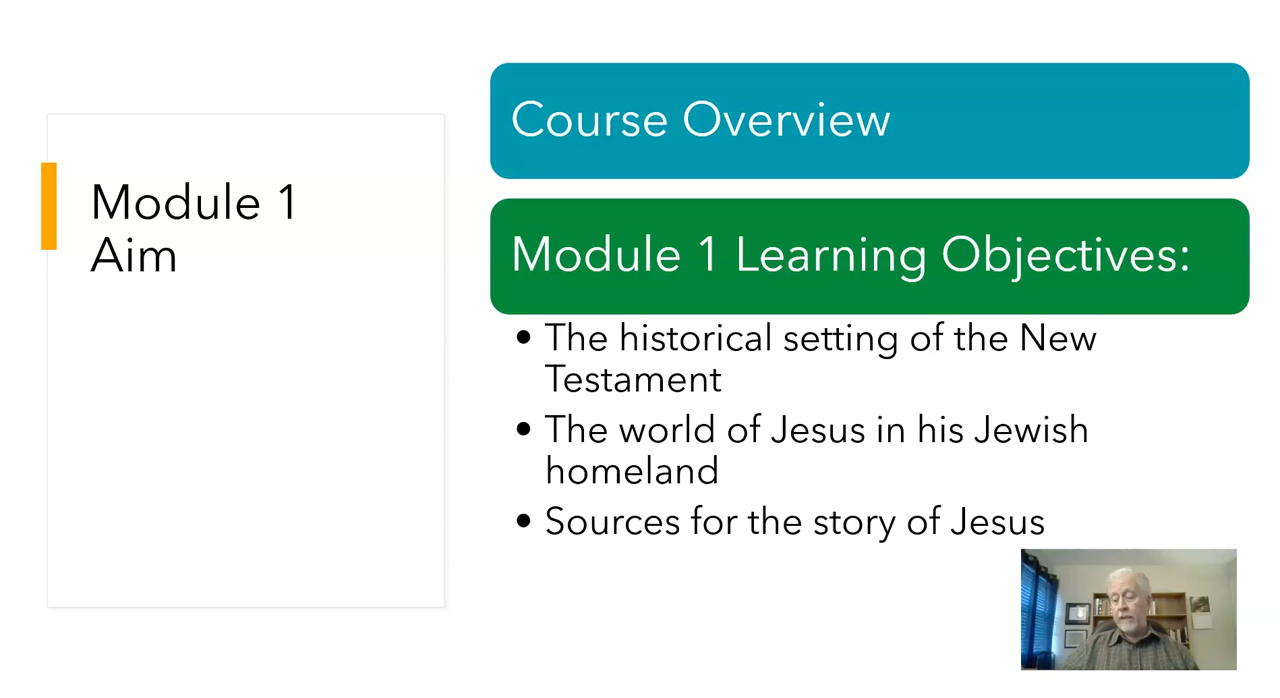 Module 1
Aim
Course Overview
Module 1 Learning Objectives:
• The historical setting of the New
Testament
• The world of Jesus in his Jewish
homeland
• Sources for the story of Jesus